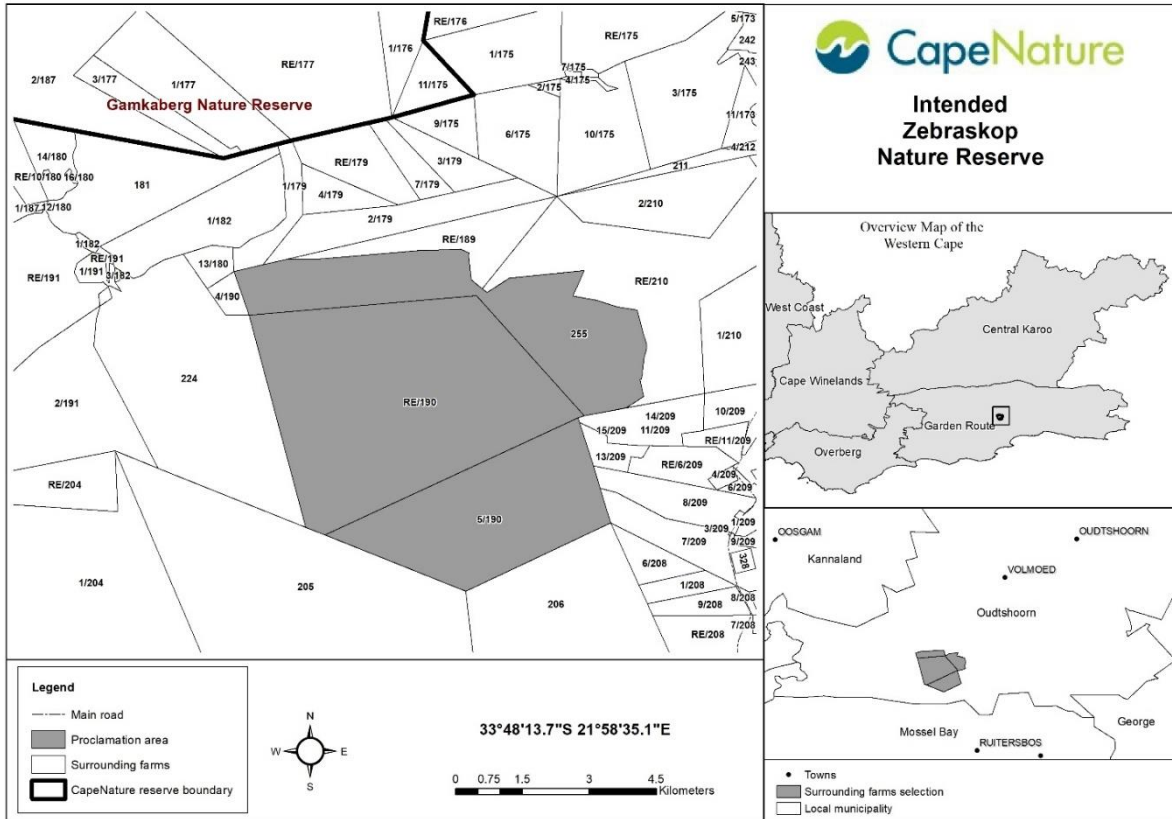 RE/176
5/173
1/176
1/175
RE/175
242
2/187
3/177
1/177
RE/177
7/175
4/175
243
Gamkaberg Nature Reserve
11/175
2/175
3/175
9/175
6/175
10/175
11/173
14/180
RE/179
3/179
4/212
RE/10/180
16/180
181
1/179
4/179
7/179
211
1/187
12/180
1/182
2/179
2/210
1/182
RE/191
RE/189
RE/191
1/191
3/182
13/180
4/190
RE/210
255
1/210
224
2/191
RE/190
14/209
10/209
15/209
11/209
RE/11/209
13/209
RE/6/209
4/209
6/209
RE/204
8/209
5/190
3/209
1/209
7/209
9/209
328
6/208
1/204
205
206
1/208
8/208
9/208
7/208
RE/208
CapeNature
Intended
Zebraskop
Nature Reserve
Overview Map of the
Western Cape
West Coast
Central Karoo
Cape Winelands
Garden Route
Overberg
OOSGAM
OUDTSHOORN
Kannaland
VOLMOED
Oudtshoorn
Mossel Bay
George
RUITERSBOS
Towns
Surrounding farms selection
Local municipality
Legend
Main road
Proclamation area
Surrounding farms
CapeNature reserve boundary
N
W E
S
33°48'13.7"S 21°58'35.1"E
0 0.75 1.5 3 4.5
Kilometers